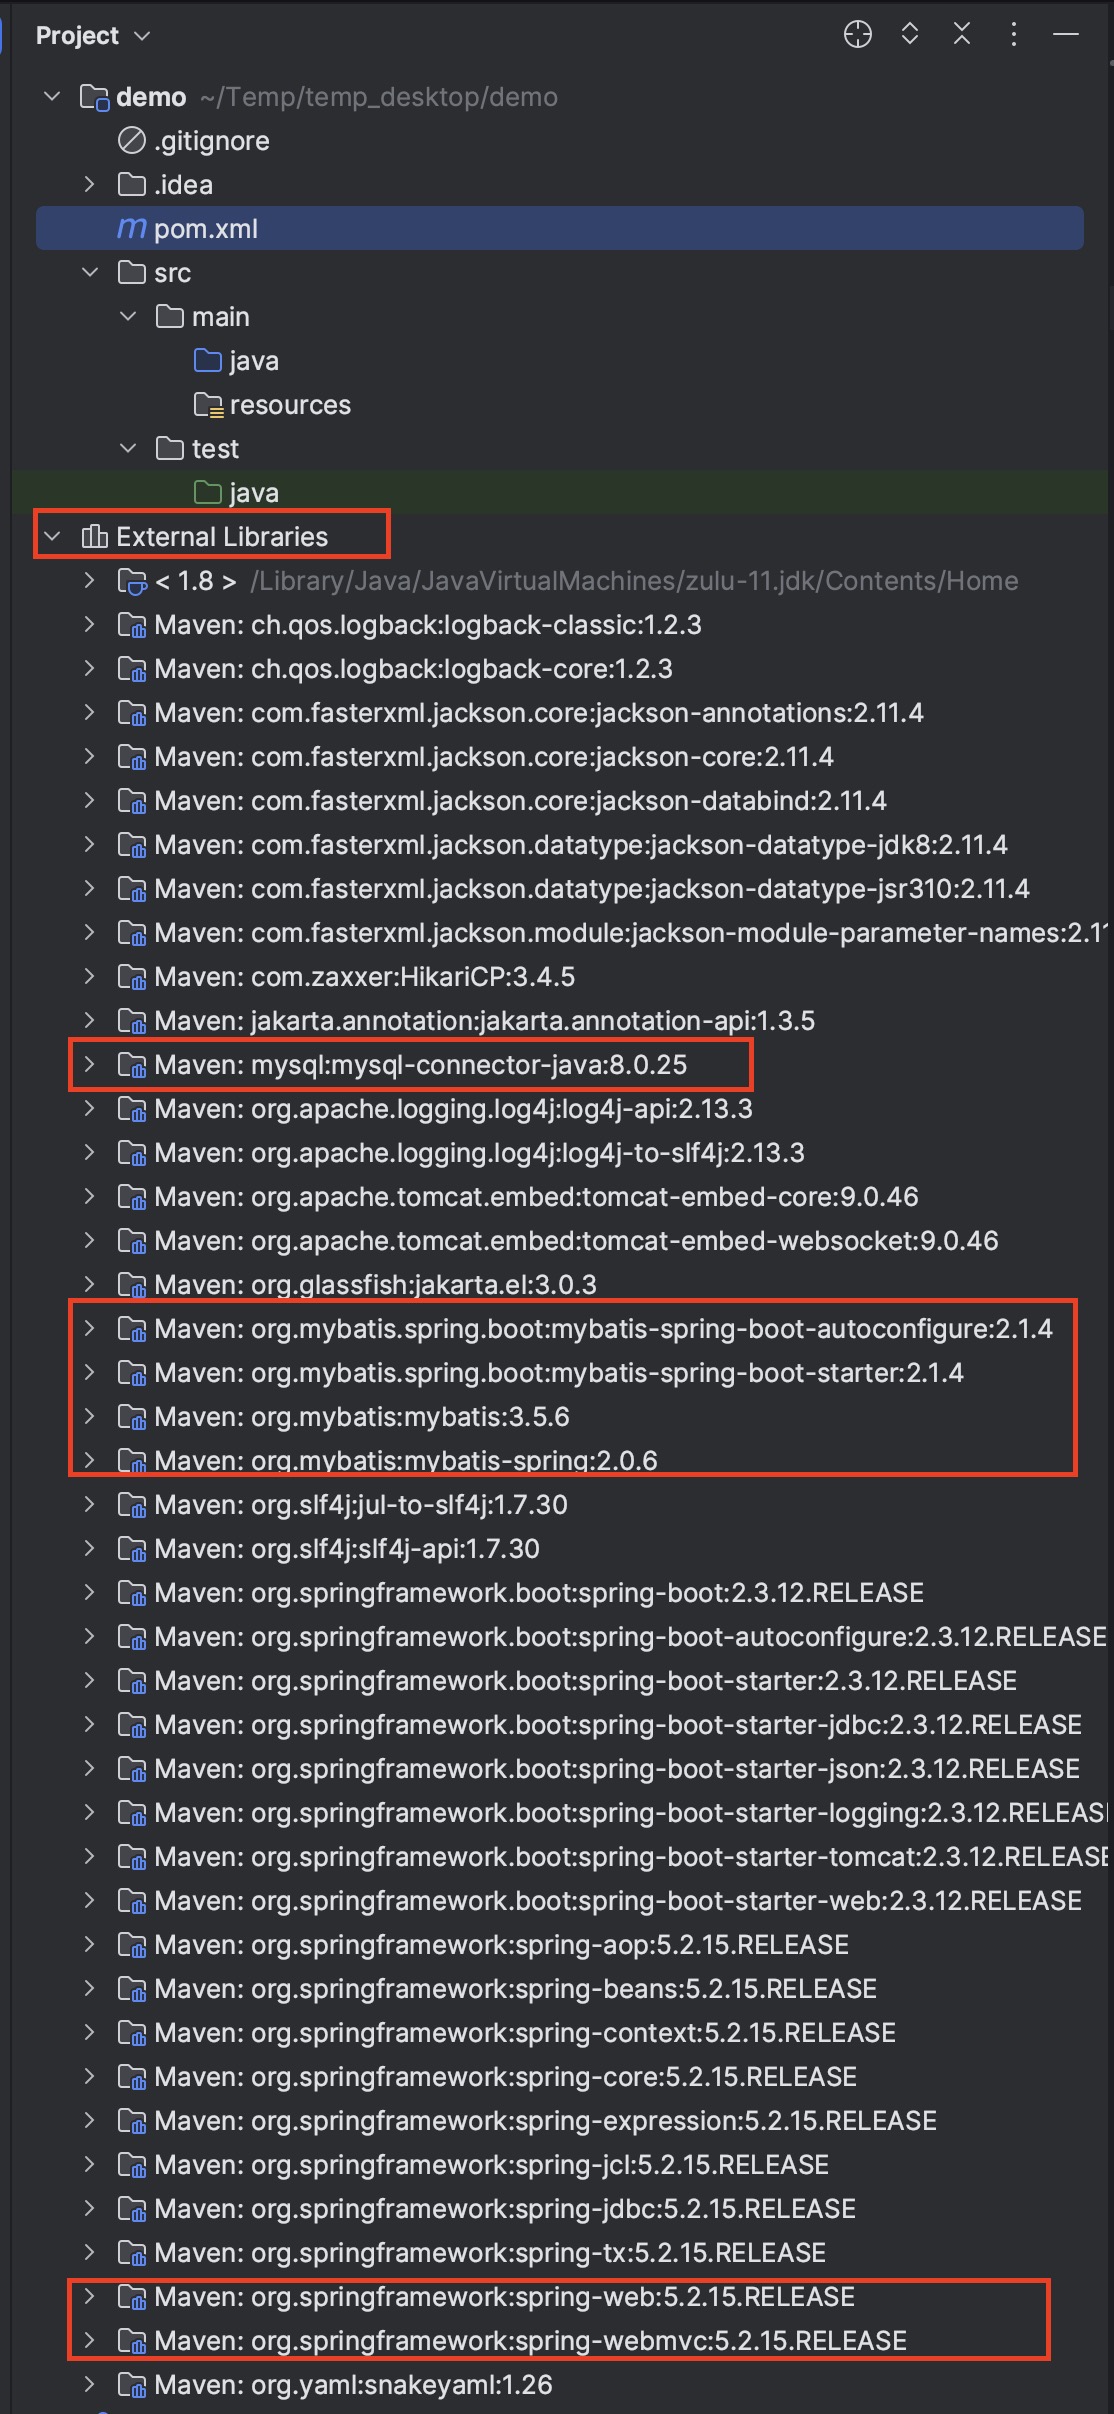 Project
demo ~/Temp/temp_desktop/demo
.gitignore
.idea
pom.xml
src
main
java
resources
test
java
External Libraries
< 1.8 > /Library/Java/JavaVirtualMachines/zulu-11.jdk/Contents/Home
Maven: ch.qos.logback:logback-classic:1.2.3
Maven: ch.qos.logback:logback-core:1.2.3
Maven: com.fasterxml.jackson.core:jackson-annotations:2.11.4
Maven: com.fasterxml.jackson.core:jackson-core:2.11.4
Maven: com.fasterxml.jackson.core:jackson-databind:2.11.4
Maven: com.fasterxml.jackson.datatype:jackson-datatype-jdk8:2.11.4
Maven: com.fasterxml.jackson.datatype:jackson-datatype-jsr310:2.11.4
Maven: com.fasterxml.jackson.module:jackson-module-parameter-names:2.11
Maven: com.zaxxer:HikariCP:3.4.5
Maven: jakarta.annotation:jakarta.annotation-api:1.3.5
Maven: mysql:mysql-connector-java:8.0.25
Maven: org.apache.logging.log4j:log4j-api:2.13.3
Maven: org.apache.logging.log4j:log4j-to-slf4j:2.13.3
Maven: org.apache.tomcat.embed:tomcat-embed-core:9.0.46
Maven: org.apache.tomcat.embed:tomcat-embed-websocket:9.0.46
Maven: org.glassfish:jakarta.el:3.0.3
Maven: org.mybatis.spring.boot:mybatis-spring-boot-autoconfigure:2.1.4
Maven: org.mybatis.spring.boot:mybatis-spring-boot-starter:2.1.4
Maven: org.mybatis:mybatis:3.5.6
Maven: org.mybatis:mybatis-spring:2.0.6
Maven: org.slf4j:jul-to-slf4j:1.7.30
Maven: org.slf4j:slf4j-api:1.7.30
Maven: org.springframework.boot:spring-boot:2.3.12.RELEASE
Maven: org.springframework.boot:spring-boot-autoconfigure:2.3.12.RELEASE
Maven: org.springframework.boot:spring-boot-starter:2.3.12.RELEASE
Maven: org.springframework.boot:spring-boot-starter-jdbc:2.3.12.RELEASE
Maven: org.springframework.boot:spring-boot-starter-json:2.3.12.RELEASE
Maven: org.springframework.boot:spring-boot-starter-logging:2.3.12.RELEAS
Maven: org.springframework.boot:spring-boot-starter-tomcat:2.3.12.RELEASE
Maven: org.springframework.boot:spring-boot-starter-web:2.3.12.RELEASE
Maven: org.springframework:spring-aop:5.2.15.RELEASE
Maven: org.springframework:spring-beans:5.2.15.RELEASE
Maven: org.springframework:spring-context:5.2.15.RELEASE
Maven: org.springframework:spring-core:5.2.15.RELEASE
Maven: org.springframework:spring-expression:5.2.15.RELEASE
Maven: org.springframework:spring-jcl:5.2.15.RELEASE
Maven: org.springframework:spring-jdbc:5.2.15.RELEASE
Maven: org.springframework:spring-tx:5.2.15.RELEASE
Maven: org.springframework:spring-web:5.2.15.RELEASE
Maven: org.springframework:spring-webmvc:5.2.15.RELEASE
Maven: org.yaml:snakeyaml:1.26